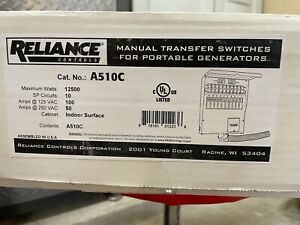 RELIANCE
CONTROLS
MANUAL TRANSFER SWITCHES
FOR PORTABLE GENERATORS
Cat. No.: A510C
Maximum Watts: 12500
SP Circuits 10
Amps @ 125 VAC: 100
Amps @ 250 VAC: 50
Cabinet: Indoor Surface
Contents: A510C
ASSEMBLED IN U.S.A.
UL
LISTED
RELIANCE CONTROLS CORPORATION 2001 YOUNG COURT RACINE, WI 53404